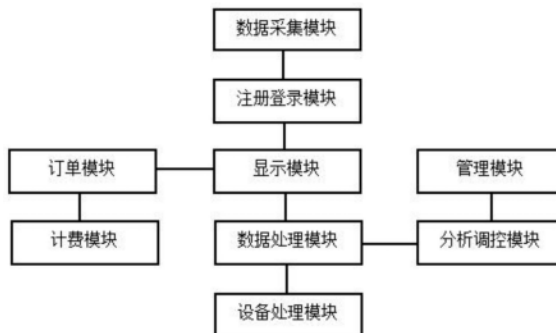 数据采集模块
注册登录模块
订单模块
显示模块
管理模块
计费模块
数据处理模块
分析调控模块
设备处理模块